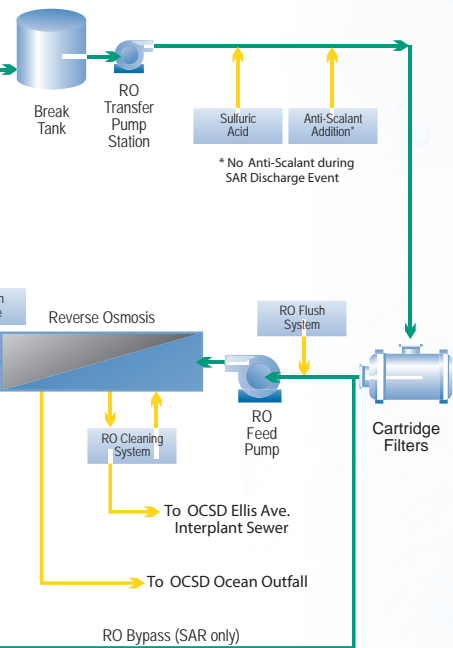 Break
Tank
RO
Transfer
Pump
Station
Sulfuric
Acid
Anti-Scalant
Addition*
* No Anti-Scalant during
SAR Discharge Event
Reverse Osmosis
RO Flush
System
RO
Feed
Pump
Cartridge
Filters
RO Cleaning
System
To OCSD Ellis Ave.
Interplant Sewer
To OCSD Ocean Outfall
RO Bypass (SAR only)